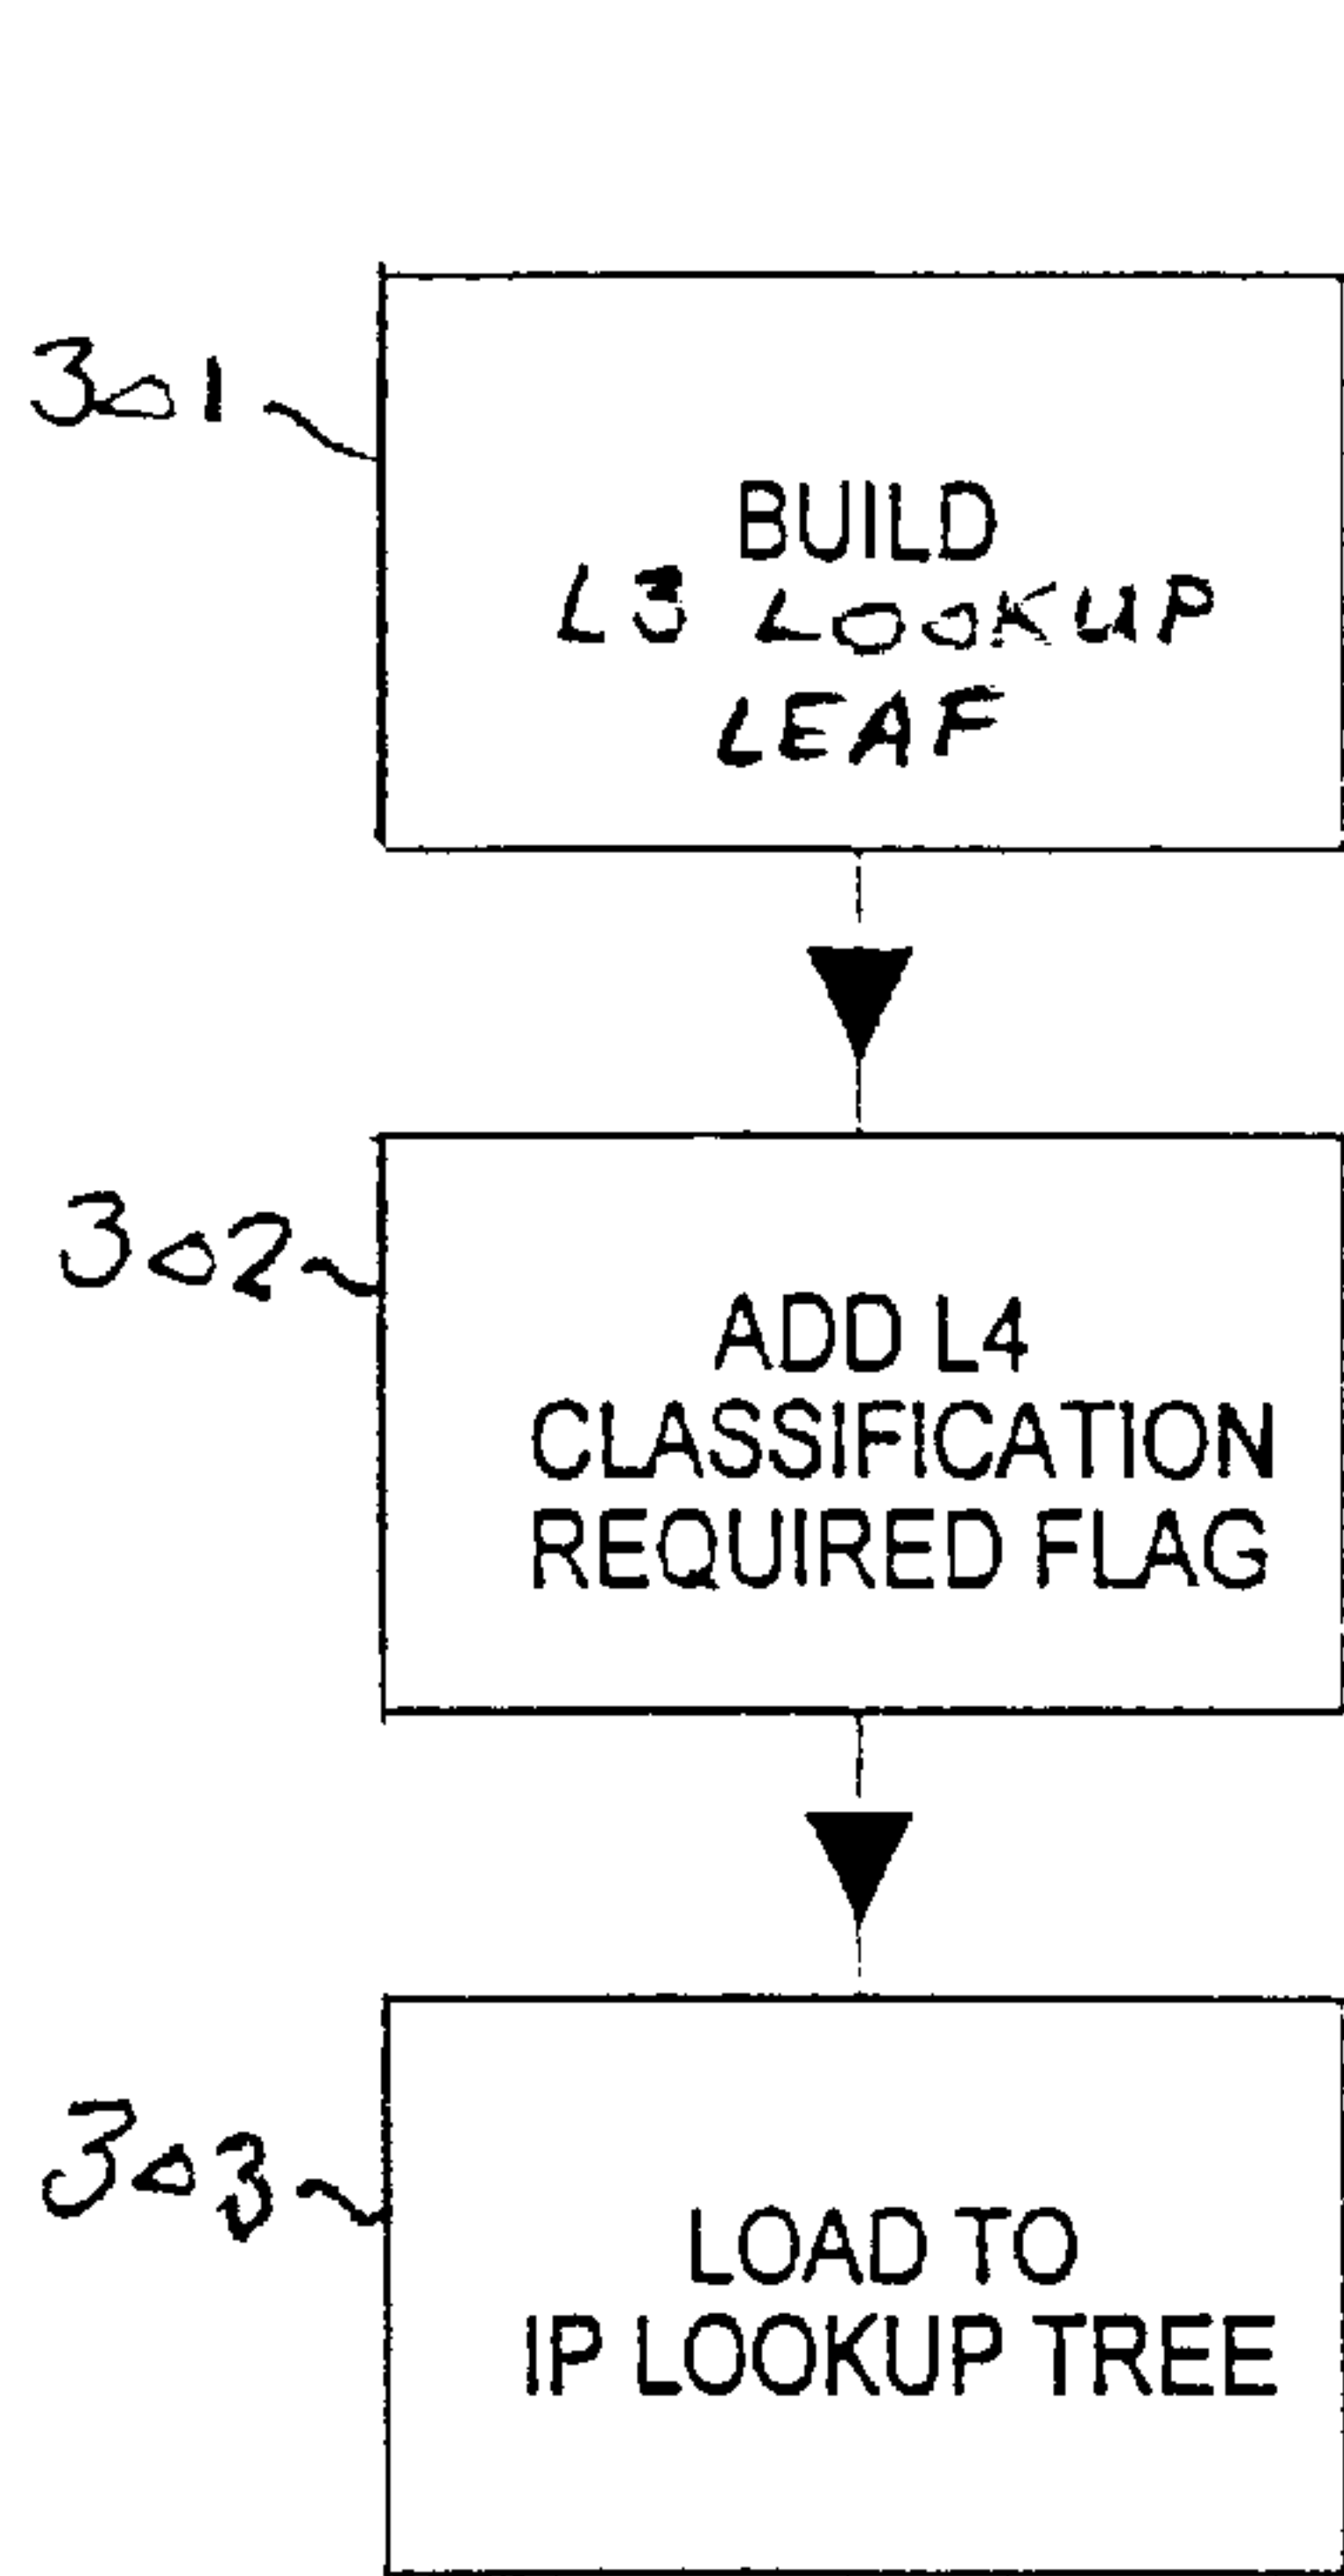 301
BUILD
L3 LOOKUP
LEAF
302
ADD L4
CLASSIFICATION
REQUIRED FLAG
303
LOAD TO
IP LOOKUP TREE